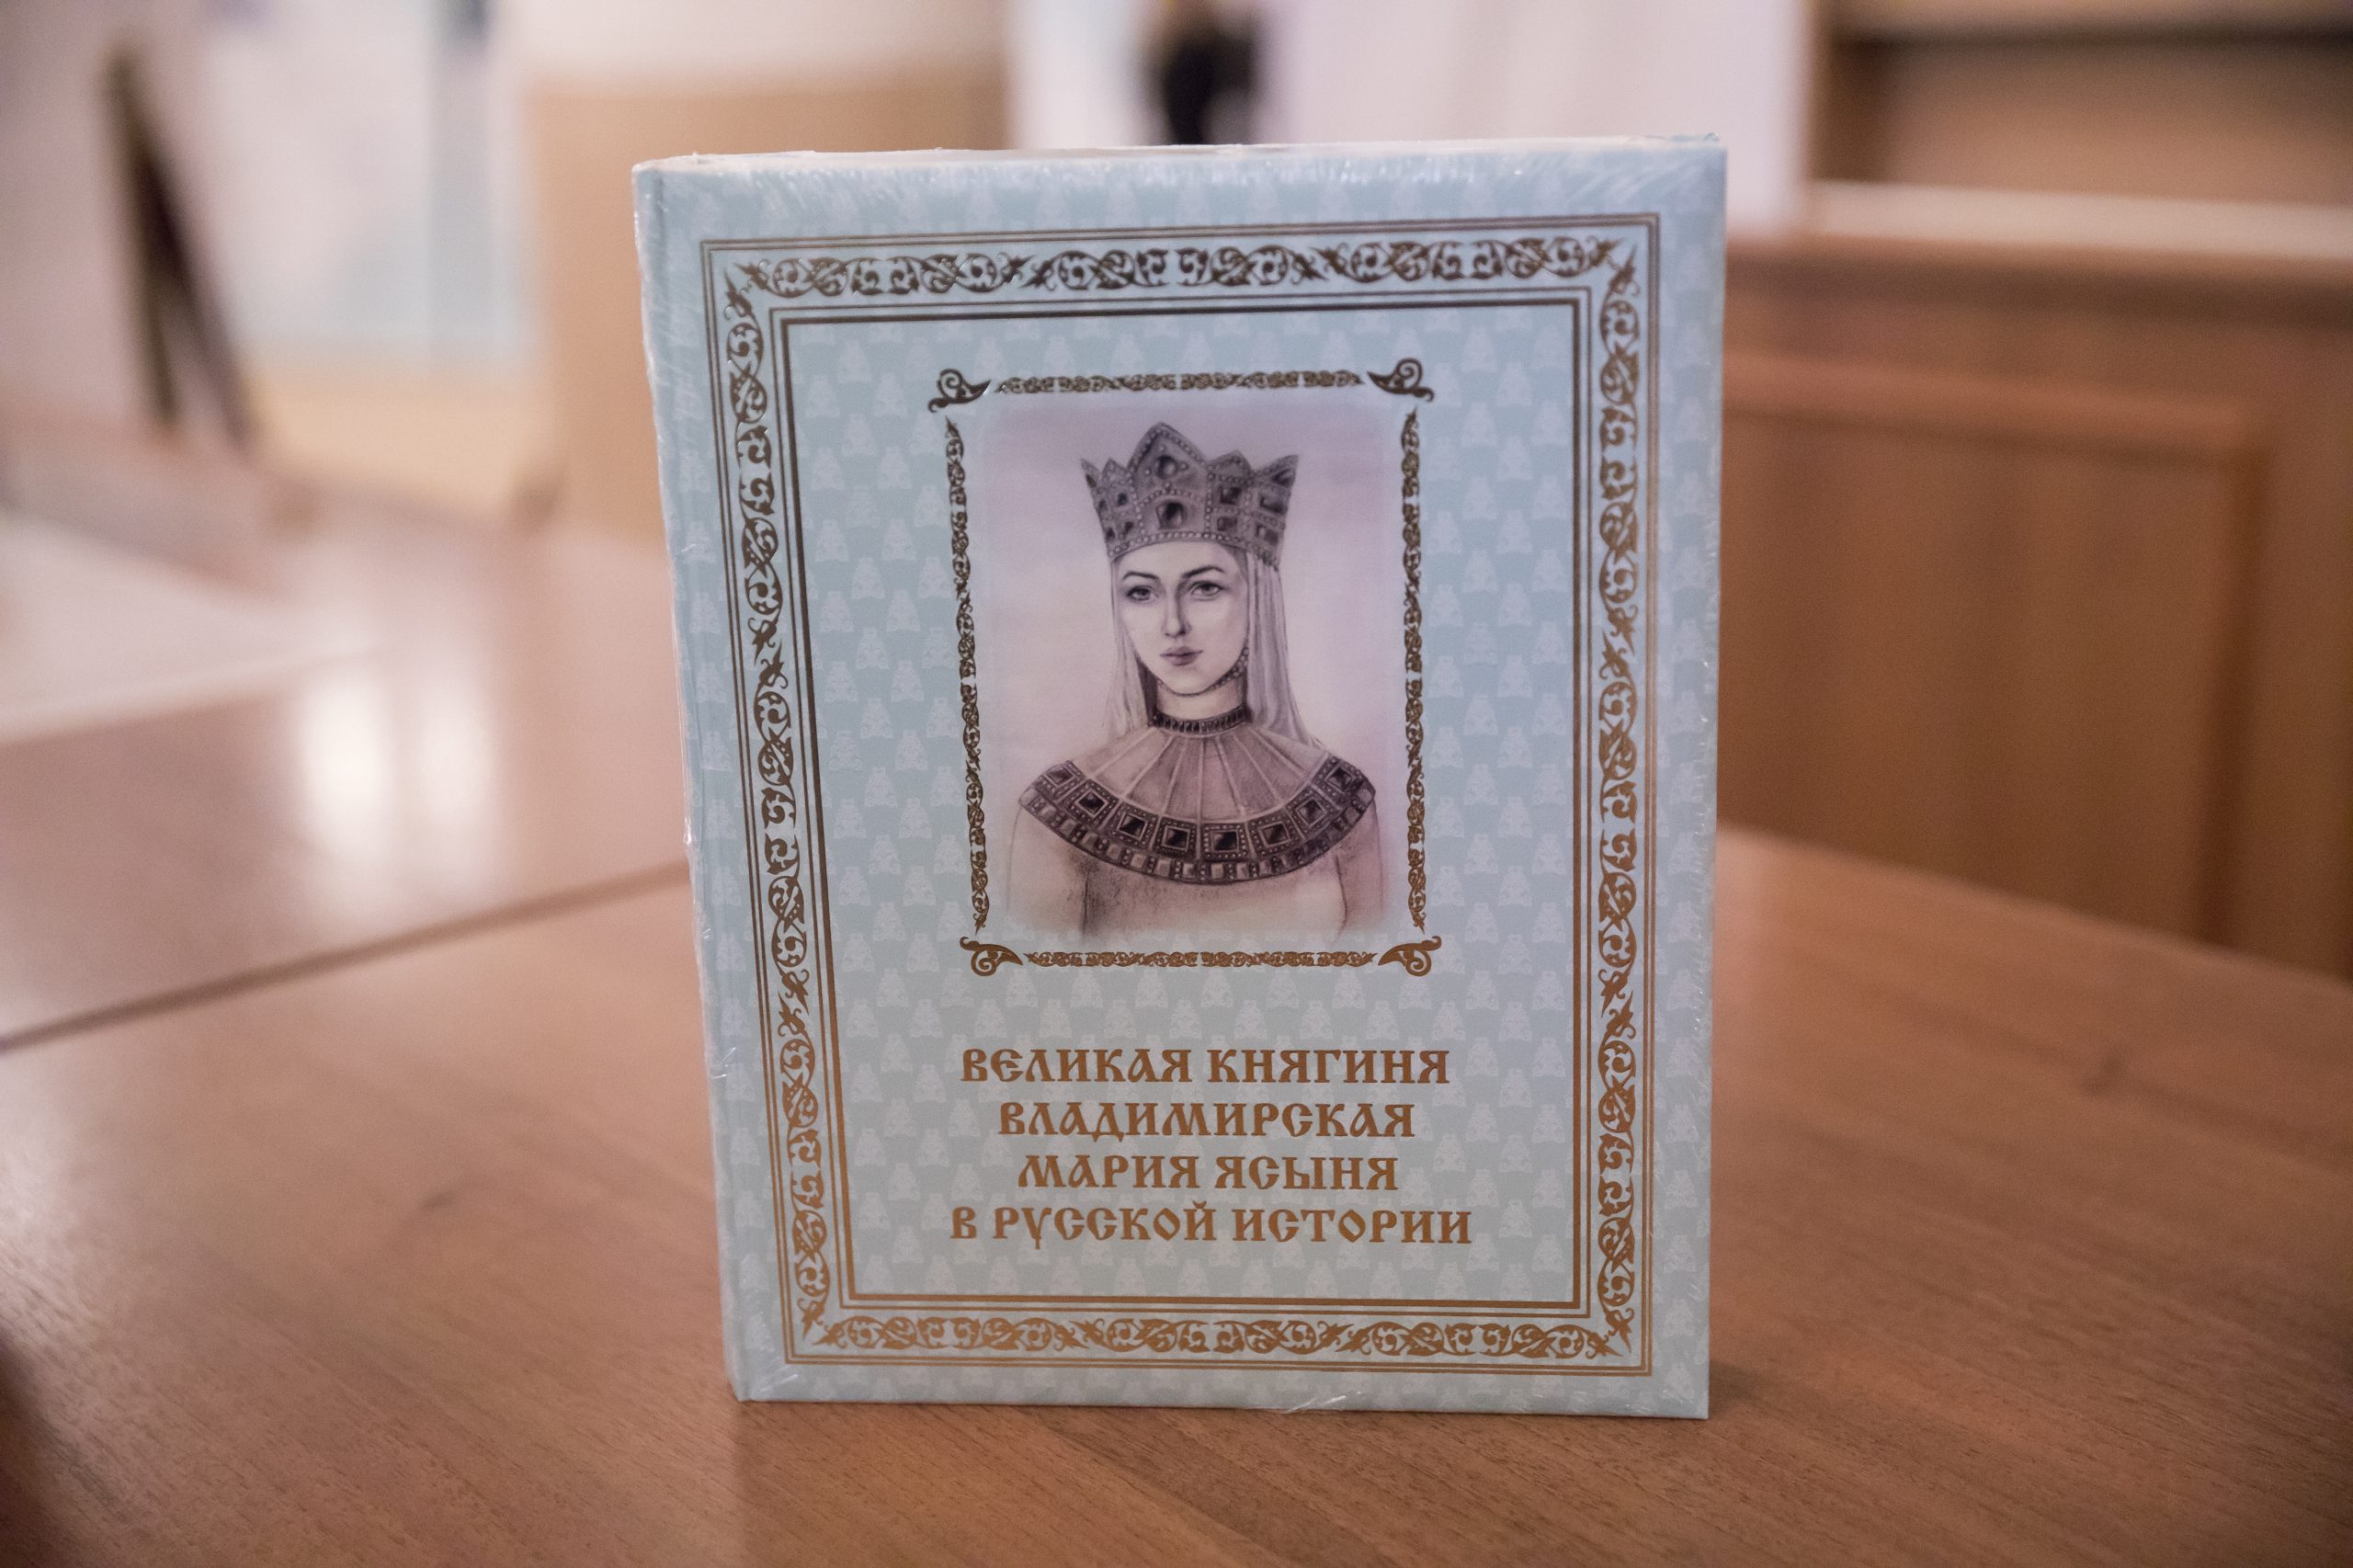 ВЕЛИКАЯ КНЯГИНЯ
ВЛАДИМИРСКАЯ
МАРИЯ ЯСЫНЯ
В РУССКОЙ ИСТОРИИ